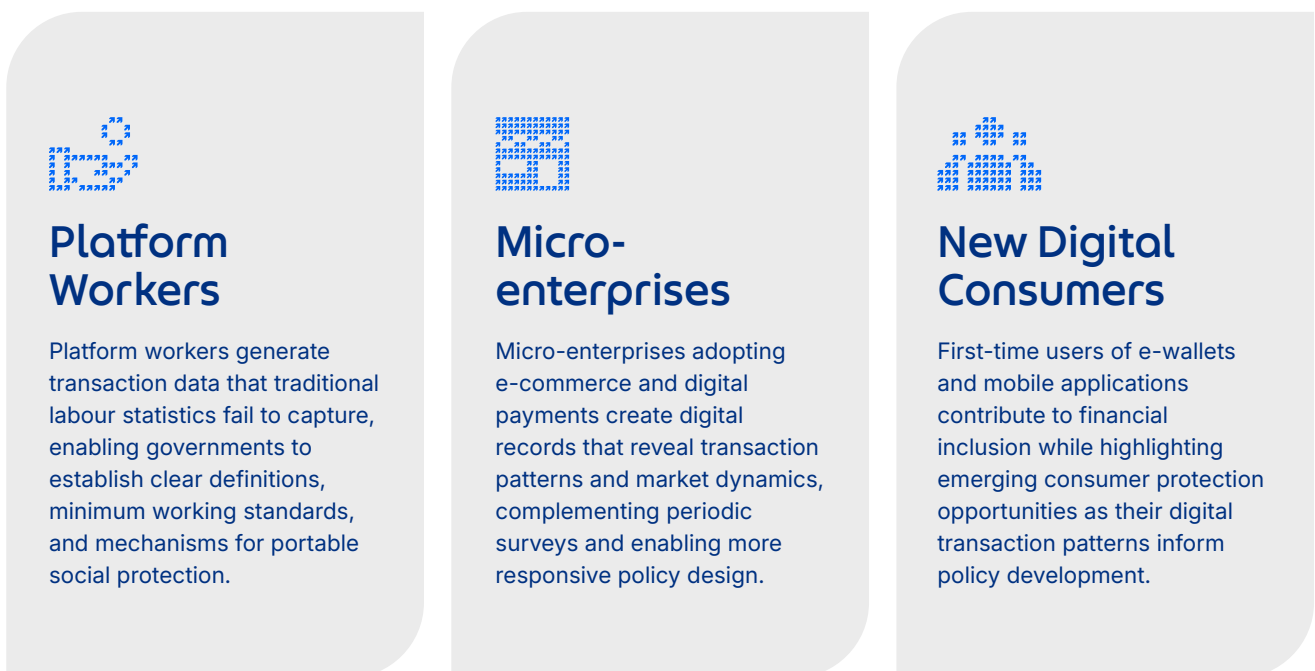 Platform
Workers
Platform workers generate
transaction data that traditional
labour statistics fail to capture,
enabling governments to
establish clear definitions,
minimum working standards,
and mechanisms for portable
social protection.
Micro-
enterprises
Micro-enterprises adopting
e-commerce and digital
payments create digital
records that reveal transaction
patterns and market dynamics,
complementing periodic
surveys and enabling more
responsive policy design.
New Digital
Consumers
First-time users of e-wallets
and mobile applications
contribute to financial
inclusion while highlighting
emerging consumer protection
opportunities as their digital
transaction patterns inform
policy development.